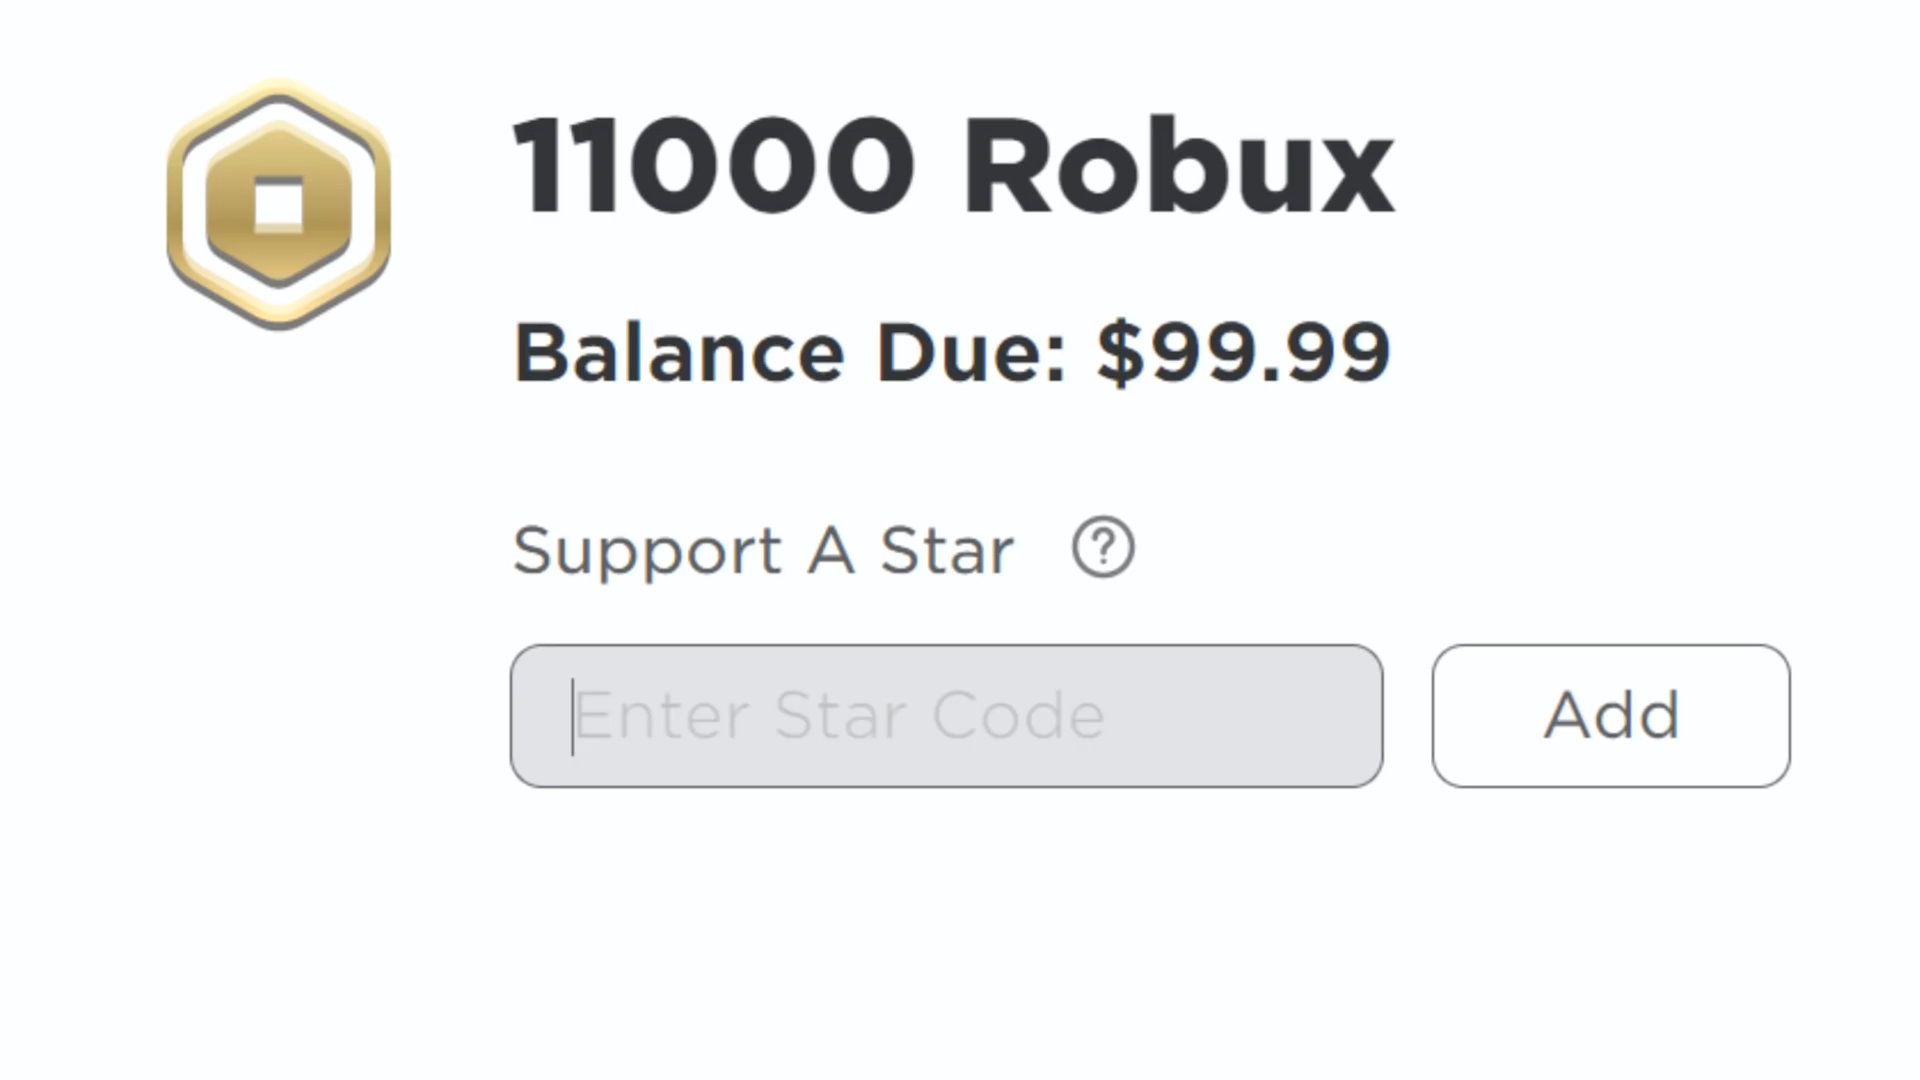 11000 Robux
Balance Due: $99.99
Support A Star ?
Enter Star Code
Add